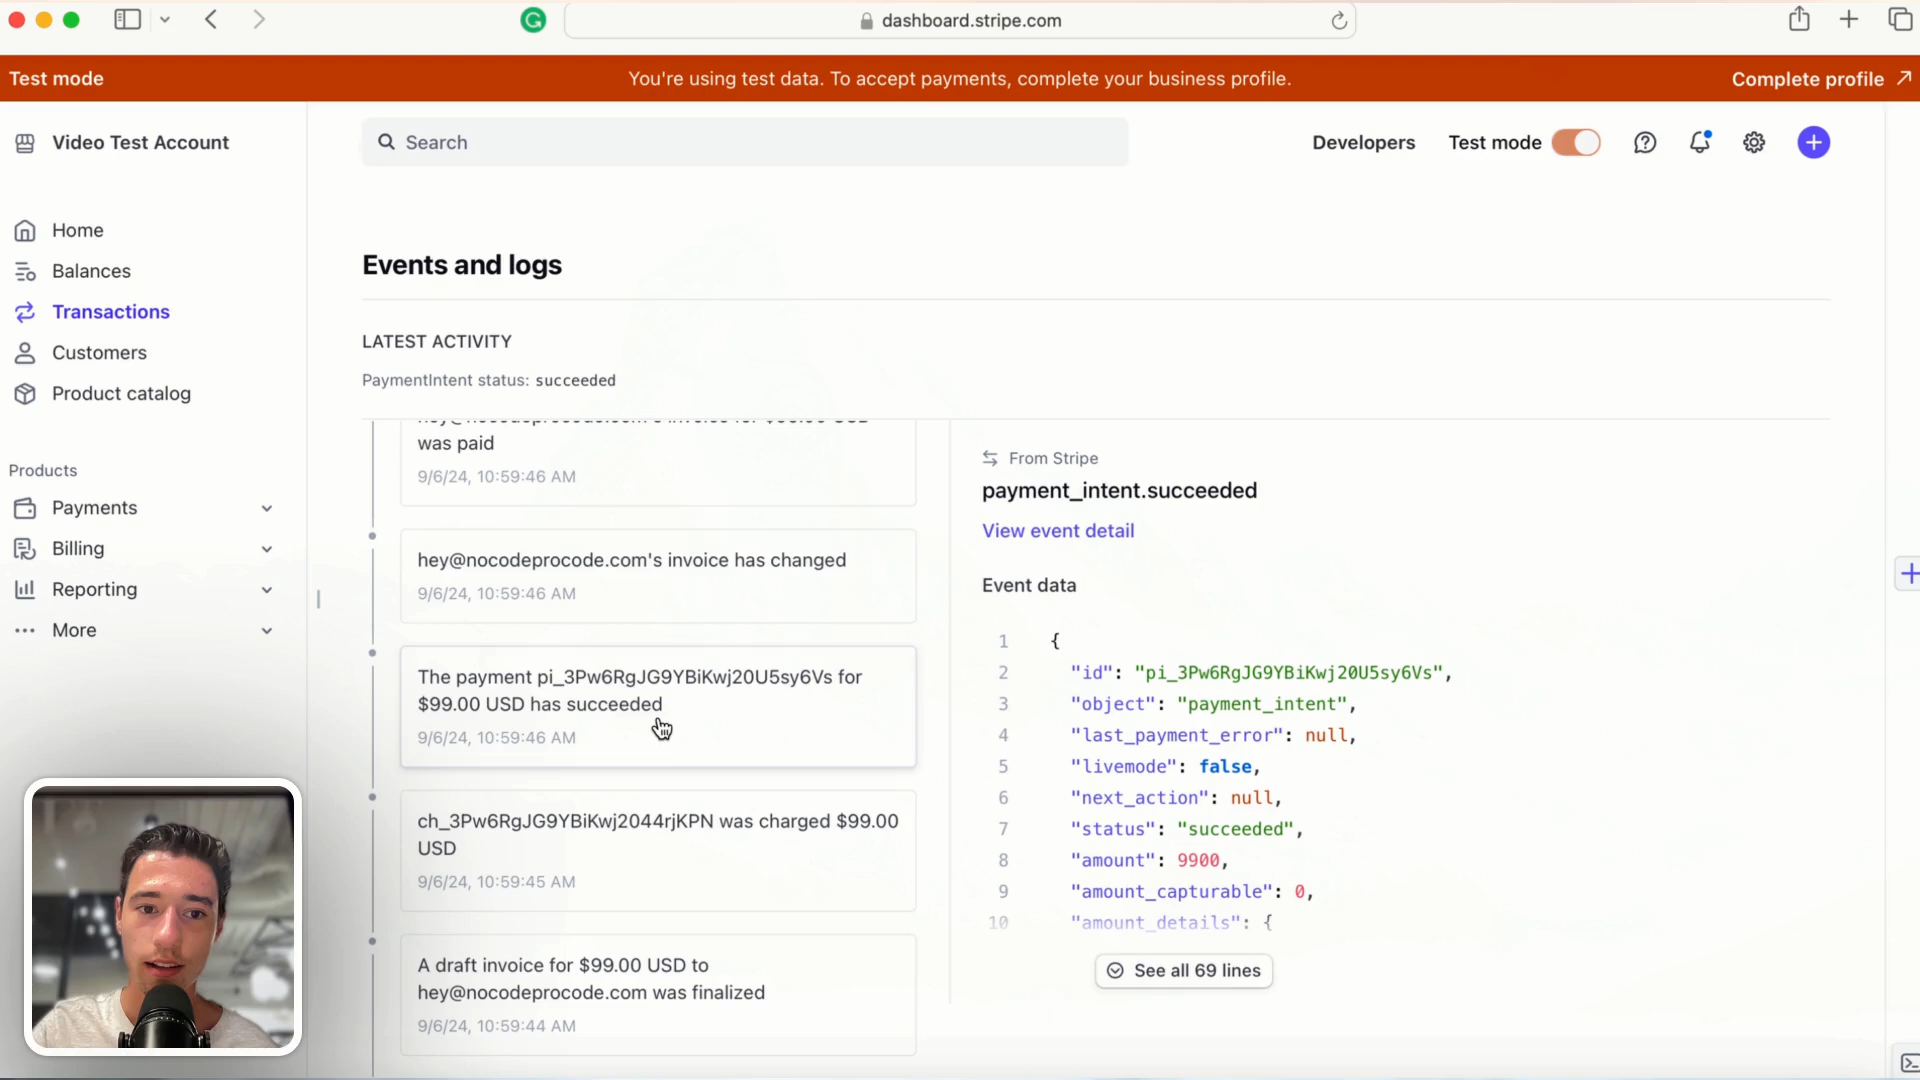 dashboard.stripe.com
Test mode
You're using test data. To accept payments, complete your business profile.
Complete profile
Video Test Account
Search
Developers
Test mode
Home
Balances
Transactions
Customers
Product catalog
Products
Payments
Billing
Reporting
More
Events and logs
LATEST ACTIVITY
PaymentIntent status: succeeded
was paid
9/6/24, 10:59:46 AM
hey@nocodeprocode.com's invoice has changed
9/6/24, 10:59:46 AM
The payment pi_3Pw6RgJG9YBiKwj20U5sy6Vs for
$99.00 USD has succeeded
9/6/24, 10:59:46 AM
ch_3Pw6RgJG9YBiKwj2044rjKPN was charged $99.00
USD
9/6/24, 10:59:45 AM
A draft invoice for $99.00 USD to
hey@nocodeprocode.com was finalized
9/6/24, 10:59:44 AM
From Stripe
payment_intent.succeeded
View event detail
Event data
1 {
2 "id": "pi_3Pw6RgJG9YBiKwj20U5sy6Vs",
3 "object": "payment_intent",
4 "last_payment_error": null,
5 "livemode": false,
6 "next_action": null,
7 "status": "succeeded",
8 "amount": 9900,
9 "amount_capturable": 0,
10 "amount_details": {
See all 69 lines